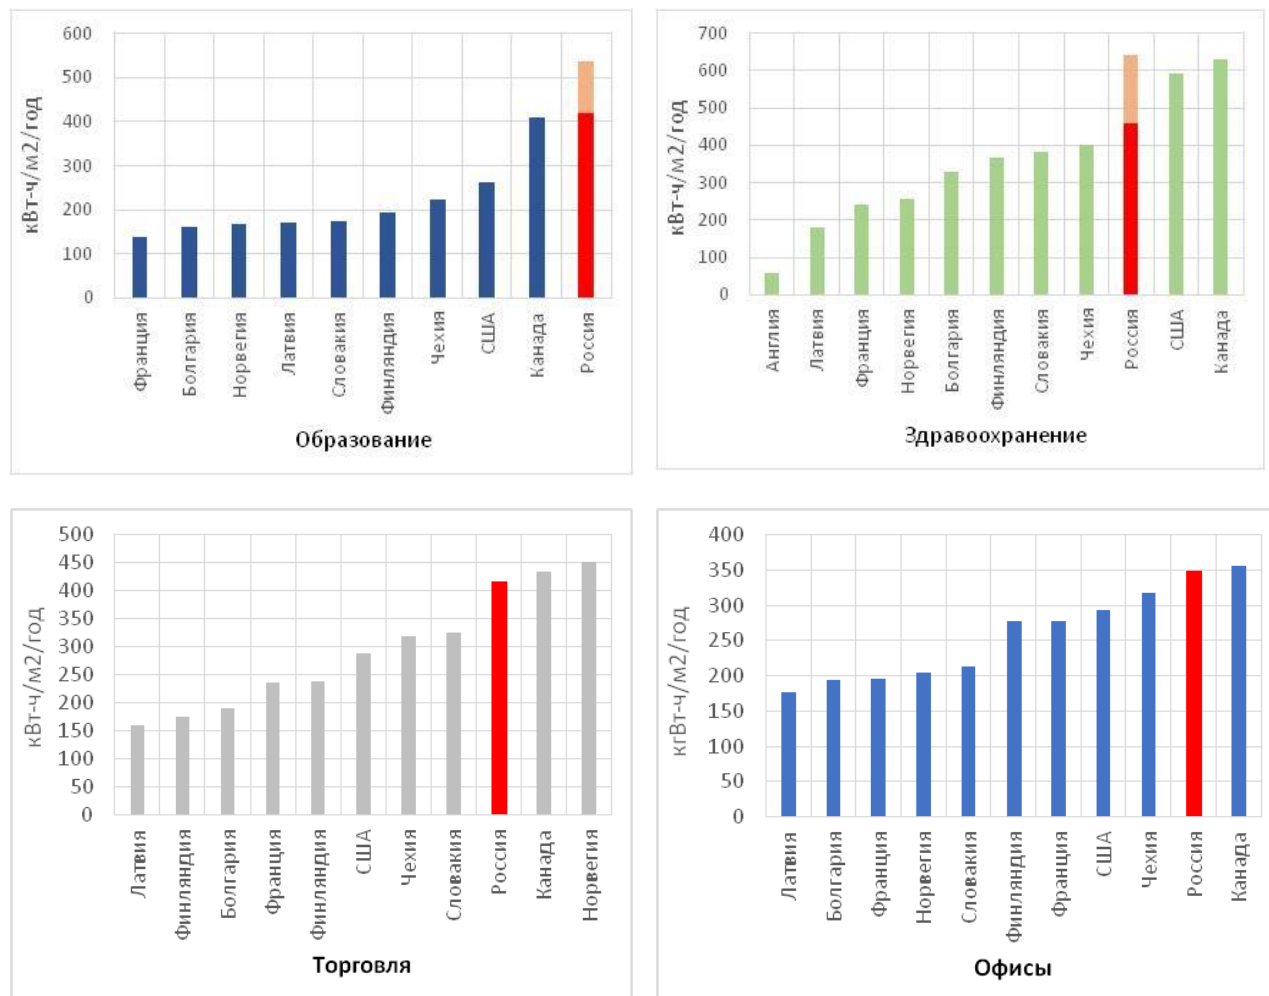 600
500
400
300
200
100
0
кВт-ч/м2/год
Франция
Болгария
Норвегия
Латвия
Словакия
Финляндия
Чехия
США
Канада
Россия
Образование
700
600
500
400
300
200
100
0
кВт-ч/м2/год
Англия
Латвия
Франция
Норвегия
Болгария
Финляндия
Словакия
Чехия
Россия
США
Канада
Здравоохранение
500
450
400
350
300
250
200
150
100
50
0
кВт-ч/м2/год
Латвия
Финляндия
Болгария
Франция
Финляндия
США
Чехия
Словакия
Россия
Канада
Норвегия
Торговля
400
350
300
250
200
150
100
50
0
кгВт-ч/м2/год
Латвия
Болгария
Франция
Норвегия
Словакия
Финляндия
Франция
США
Чехия
Россия
Канада
Офисы